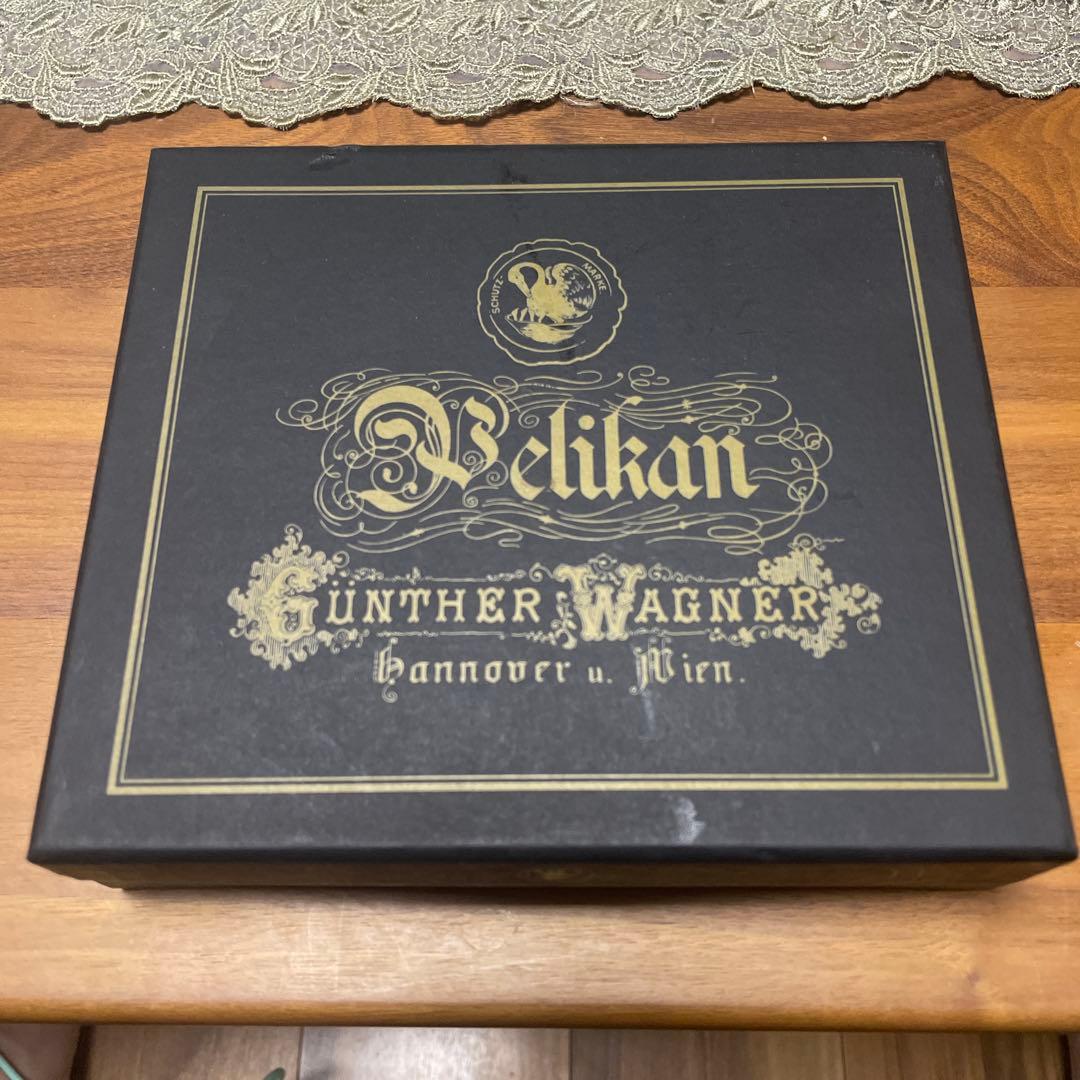 SCHUTZ- MARKE
Pelikan
GÜNTHER WAGNER
Hannover u. Wien.